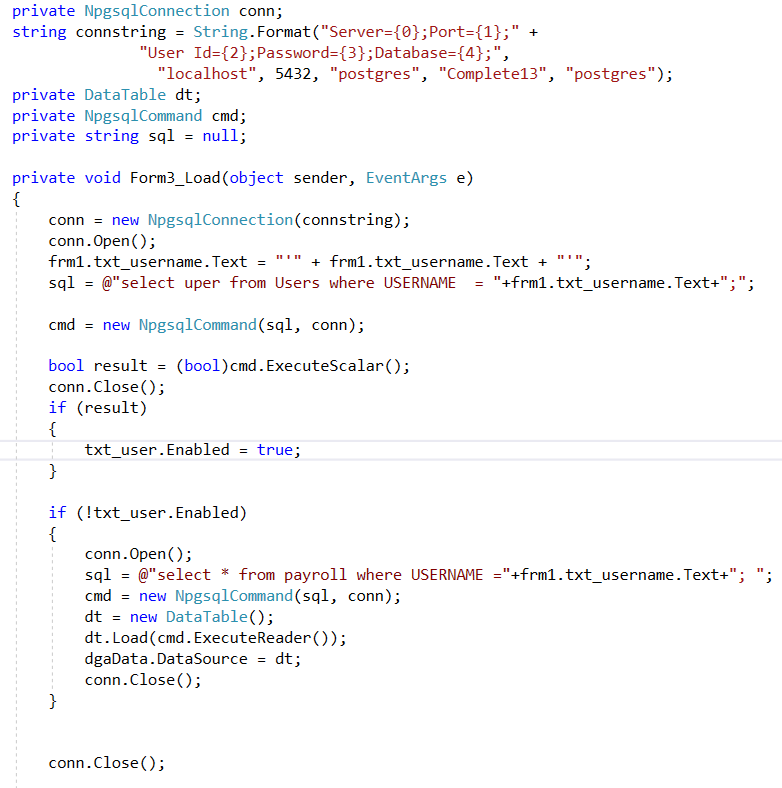 private NpgsqlConnection conn;
string connstring = String.Format("Server={0};Port={1};" +
"User Id={2};Password={3};Database={4};",
"localhost", 5432, "postgres", "Complete13", "postgres");
private DataTable dt;
private NpgsqlCommand cmd;
private string sql = null;
private void Form3_Load(object sender, EventArgs e)
{
conn = new NpgsqlConnection(connstring);
conn.Open();
frm1.txt_username.Text = "'" + frm1.txt_username.Text + "'";
sql = @"select uper from Users where USERNAME  = "+frm1.txt_username.Text+";";
cmd = new NpgsqlCommand(sql, conn);
bool result = (bool)cmd.ExecuteScalar();
conn.Close();
if (result)
{
txt_user.Enabled = true;
}
if (!txt_user.Enabled)
{
conn.Open();
sql = @"select * from payroll where USERNAME ="+frm1.txt_username.Text+"; ";
cmd = new NpgsqlCommand(sql, conn);
dt = new DataTable();
dt.Load(cmd.ExecuteReader());
dgaData.DataSource = dt;
conn.Close();
}
conn.Close();